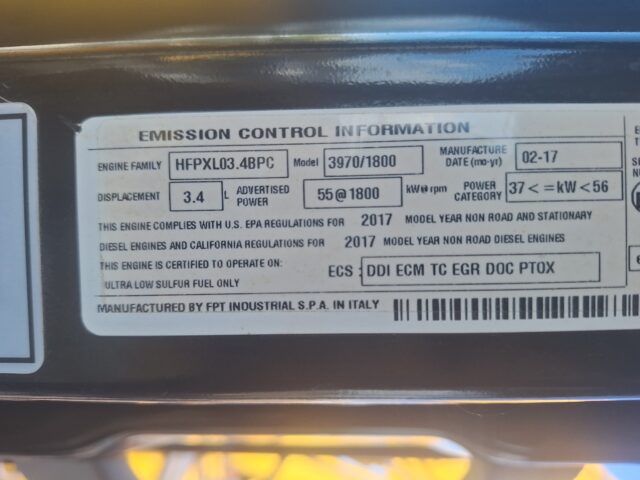 EMISSION CONTROL INFORMATION
ENGINE FAMILY HFPXL03.4BPC Model 3970/1800 MANUFACTURE DATE (mo-yr) 02-17
DISPLACEMENT 3.4 L ADVERTISED POWER 55@1800 kW@rpm POWER CATEGORY 37<=kW<56
THIS ENGINE COMPLIES WITH U.S. EPA REGULATIONS FOR 2017 MODEL YEAR NON ROAD AND STATIONARY
DIESEL ENGINES AND CALIFORNIA REGULATIONS FOR 2017 MODEL YEAR NON ROAD DIESEL ENGINES
THIS ENGINE IS CERTIFIED TO OPERATE ON:
ULTRA LOW SULFUR FUEL ONLY
ECS : DDI ECM TC EGR DOC PTOX
MANUFACTURED BY FPT INDUSTRIAL S.P.A. IN ITALY